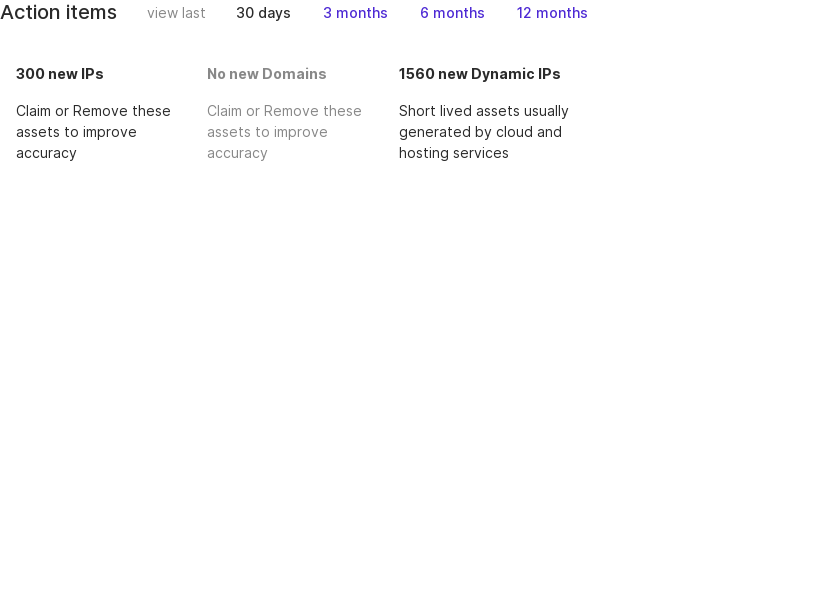 Action items view last 30 days 3 months 6 months 12 months
300 new IPs
Claim or Remove these
assets to improve
accuracy
No new Domains
Claim or Remove these
assets to improve
accuracy
1560 new Dynamic IPs
Short lived assets usually
generated by cloud and
hosting services